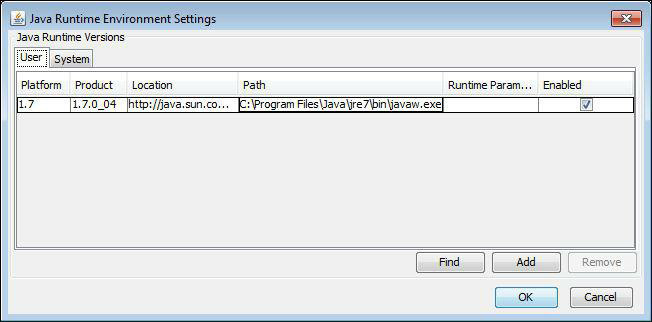 Java Runtime Environment Settings
Java Runtime Versions
User System
Platform Product Location Path Runtime Param... Enabled
1.7 1.7.0_04 http://java.sun.co... C:\Program Files\Java\jre7\bin\javaw.exe
Find Add Remove
OK Cancel